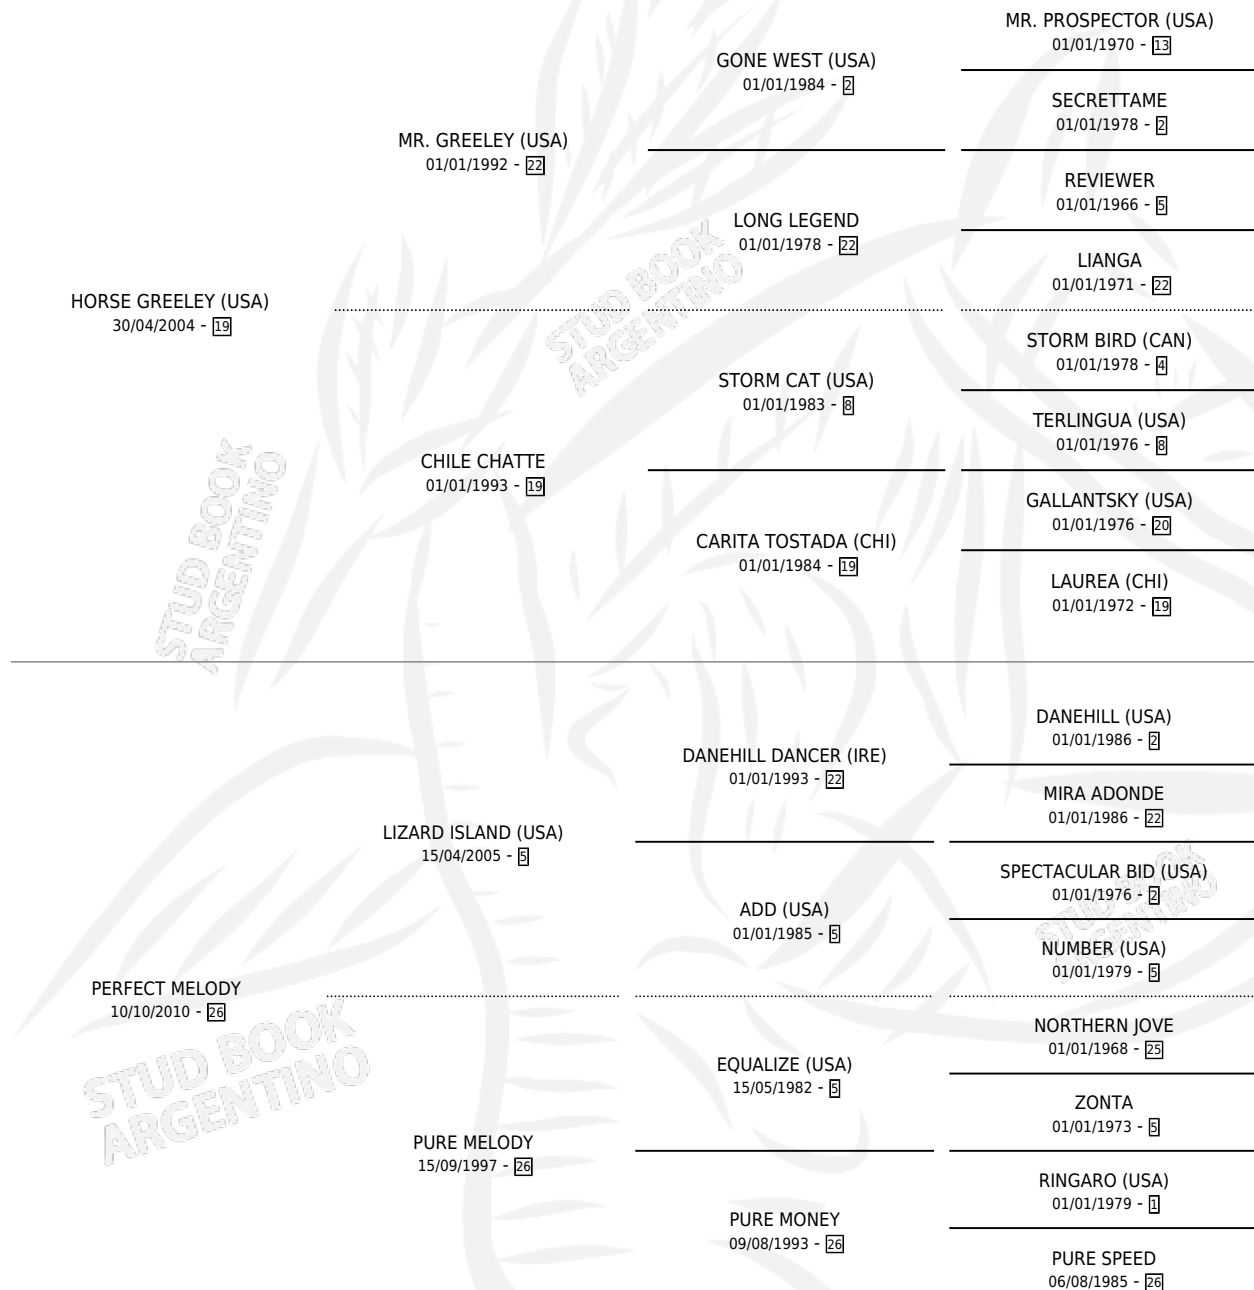 MR. PROSPECTOR (USA)
01/01/1970 - 13
GONE WEST (USA)
01/01/1984 - 2
SECRETTAME
01/01/1978 - 2
MR. GREELEY (USA)
01/01/1992 - 22
REVIEWER
01/01/1966 - 5
LONG LEGEND
01/01/1978 - 22
LIANGA
01/01/1971 - 22
HORSE GREELEY (USA)
30/04/2004 - 19
STORM BIRD (CAN)
01/01/1978 - 4
STORM CAT (USA)
01/01/1983 - 8
TERLINGUA (USA)
01/01/1976 - 8
CHILE CHATTE
01/01/1993 - 19
GALLANTSKY (USA)
01/01/1976 - 20
CARITA TOSTADA (CHI)
01/01/1984 - 19
LAUREA (CHI)
01/01/1972 - 19
DANEHILL (USA)
01/01/1986 - 2
DANEHILL DANCER (IRE)
01/01/1993 - 22
MIRA ADONDE
01/01/1986 - 22
LIZARD ISLAND (USA)
15/04/2005 - 5
SPECTACULAR BID (USA)
01/01/1976 - 2
ADD (USA)
01/01/1985 - 5
NUMBER (USA)
01/01/1979 - 5
PERFECT MELODY
10/10/2010 - 26
NORTHERN JOVE
01/01/1968 - 25
EQUALIZE (USA)
15/05/1982 - 5
ZONTA
01/01/1973 - 5
PURE MELODY
15/09/1997 - 26
RINGARO (USA)
01/01/1979 - 1
PURE MONEY
09/08/1993 - 26
PURE SPEED
06/08/1985 - 26
STUD BOOK
ARGENTINO
STUD BOOK
ARGENTINO
STUD BOOK
ARGENTINO
STUD BOOK
ARGENTINO